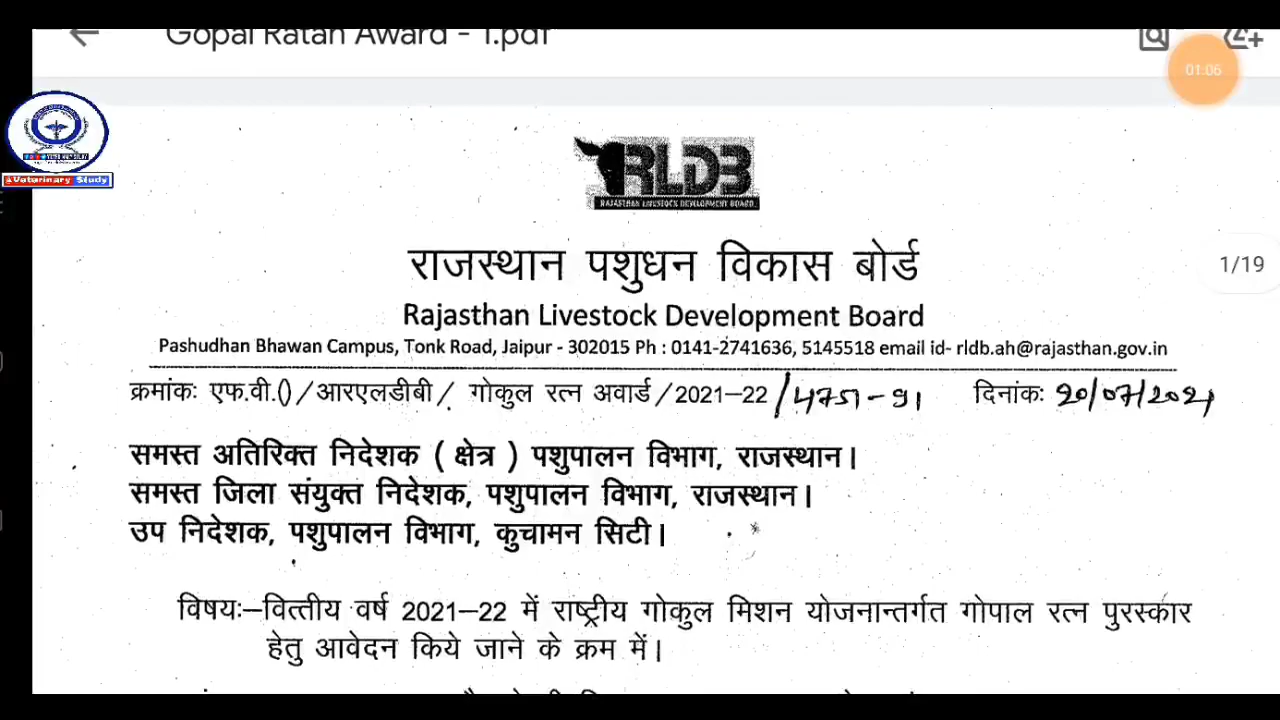 Gopal Ratan Award - 1.pdf
01:06
Veterinary Study
RLDB
RAJASTHAN LIVESTOCK DEVELOPMENT BOARD
1/19
राजस्थान पशुधन विकास बोर्ड
Rajasthan Livestock Development Board
Pashudhan Bhawan Campus, Tonk Road, Jaipur - 302015 Ph : 0141-2741636, 5145518 email id- rldb.ah@rajasthan.gov.in
क्रमांकः एफ.वी.()/आरएलडीबी/. गोकुल रत्न अवार्ड/2021–22/4751-91 दिनांकः 20/07/2021
समस्त अतिरिक्त निदेशक ( क्षेत्र ) पशुपालन विभाग, राजस्थान।
समस्त जिला संयुक्त निदेशक, पशुपालन विभाग, राजस्थान।
उप निदेशक, पशुपालन विभाग, कुचामन सिटी।
विषयः–वित्तीय वर्ष 2021–22 में राष्ट्रीय गोकुल मिशन योजनान्तर्गत गोपाल रत्न पुरस्कार
हेतु आवेदन किये जाने के क्रम में।